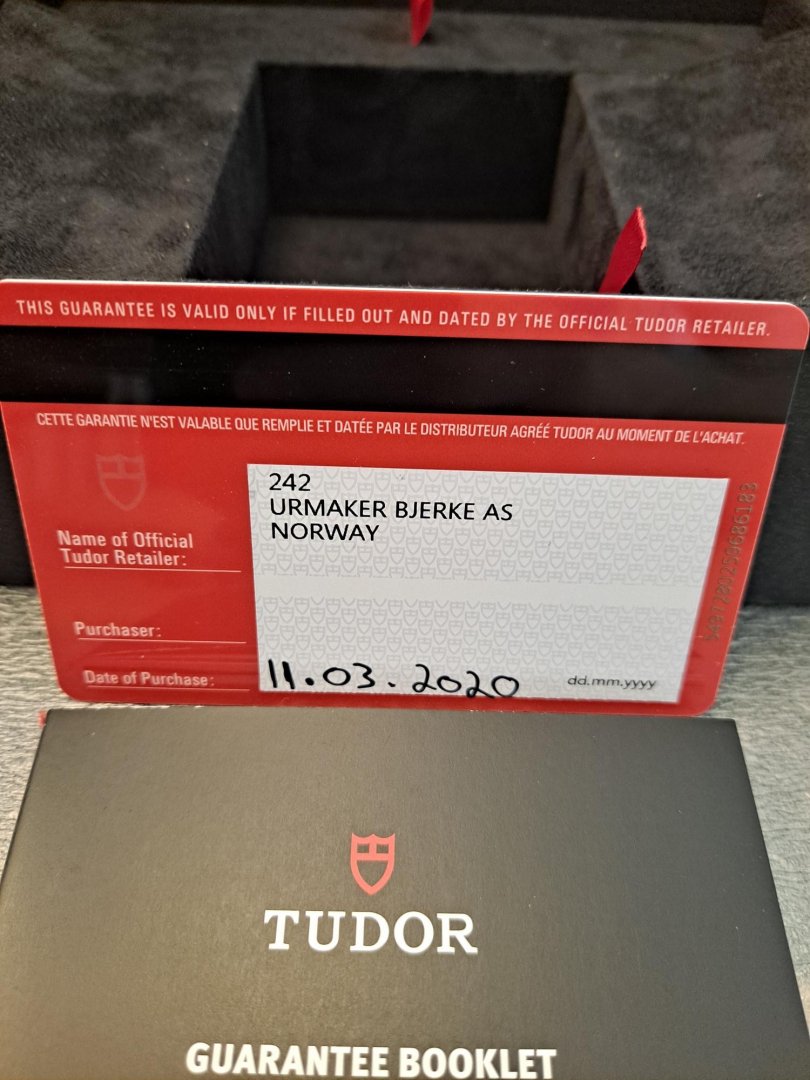 THIS GUARANTEE IS VALID ONLY IF FILLED OUT AND DATED BY THE OFFICIAL TUDOR RETAILER.
CETTE GARANTIE N'EST VALABLE QUE REMPLIE ET DATÉE PAR LE DISTRIBUTEUR AGRÉÉ TUDOR AU MOMENT DE L'ACHAT.
242
URMAKER BJERKE AS
NORWAY
Name of Official
Tudor Retailer:
Purchaser:
Date of Purchase:
11.03.2020
dd.mm.yyyy
TUDOR
GUARANTEE BOOKLET